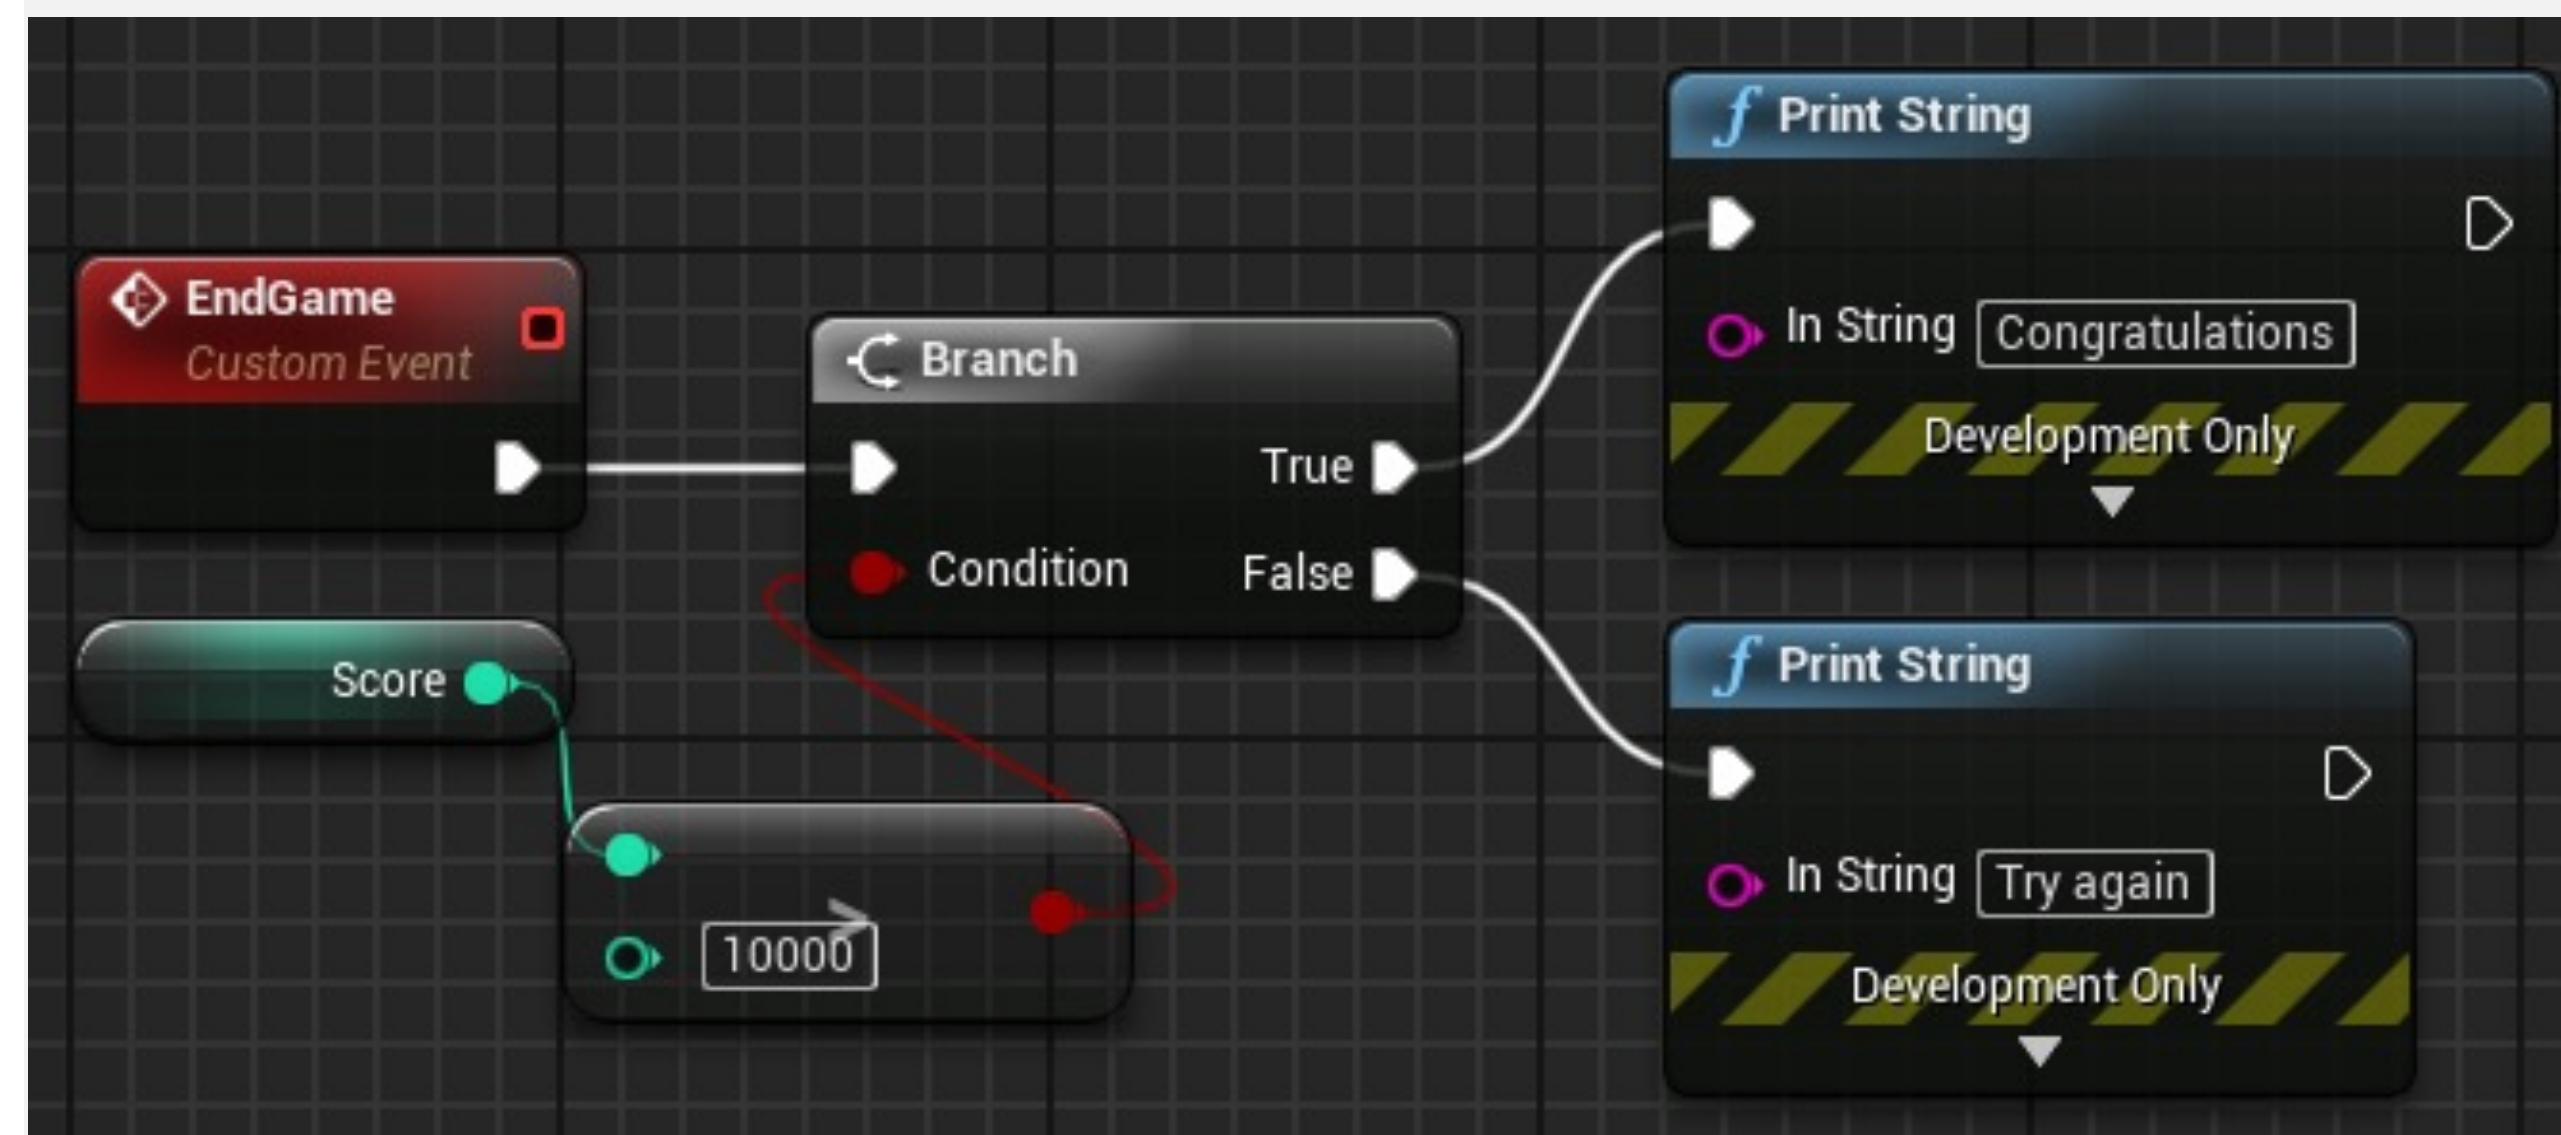 EndGame
Custom Event
Score
>
10000
Branch
True
Condition
False
Print String
In String Congratulations
Development Only
Print String
In String Try again
Development Only